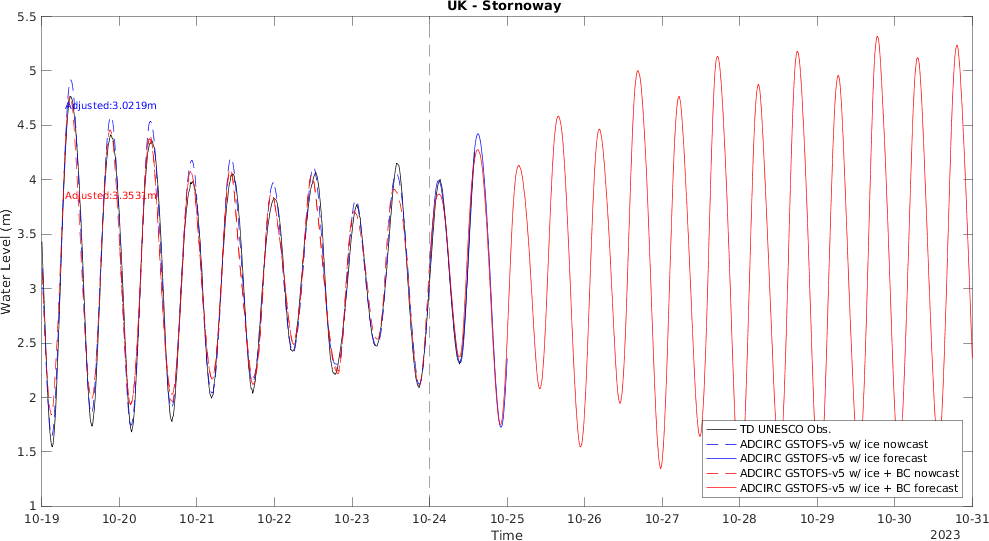 UK - Stornoway
5.5
5
4.5
4
3.5
3
2.5
2
1.5
1
Water Level (m)
Adjusted:3.0219m
Adjusted:3.3531m
TD UNESCO Obs.
ADCIRC GSTOFS-v5 w/ ice nowcast
ADCIRC GSTOFS-v5 w/ ice forecast
ADCIRC GSTOFS-v5 w/ ice + BC nowcast
ADCIRC GSTOFS-v5 w/ ice + BC forecast
10-19 10-20 10-21 10-22 10-23 10-24 10-25 10-26 10-27 10-28 10-29 10-30 10-31
Time
2023